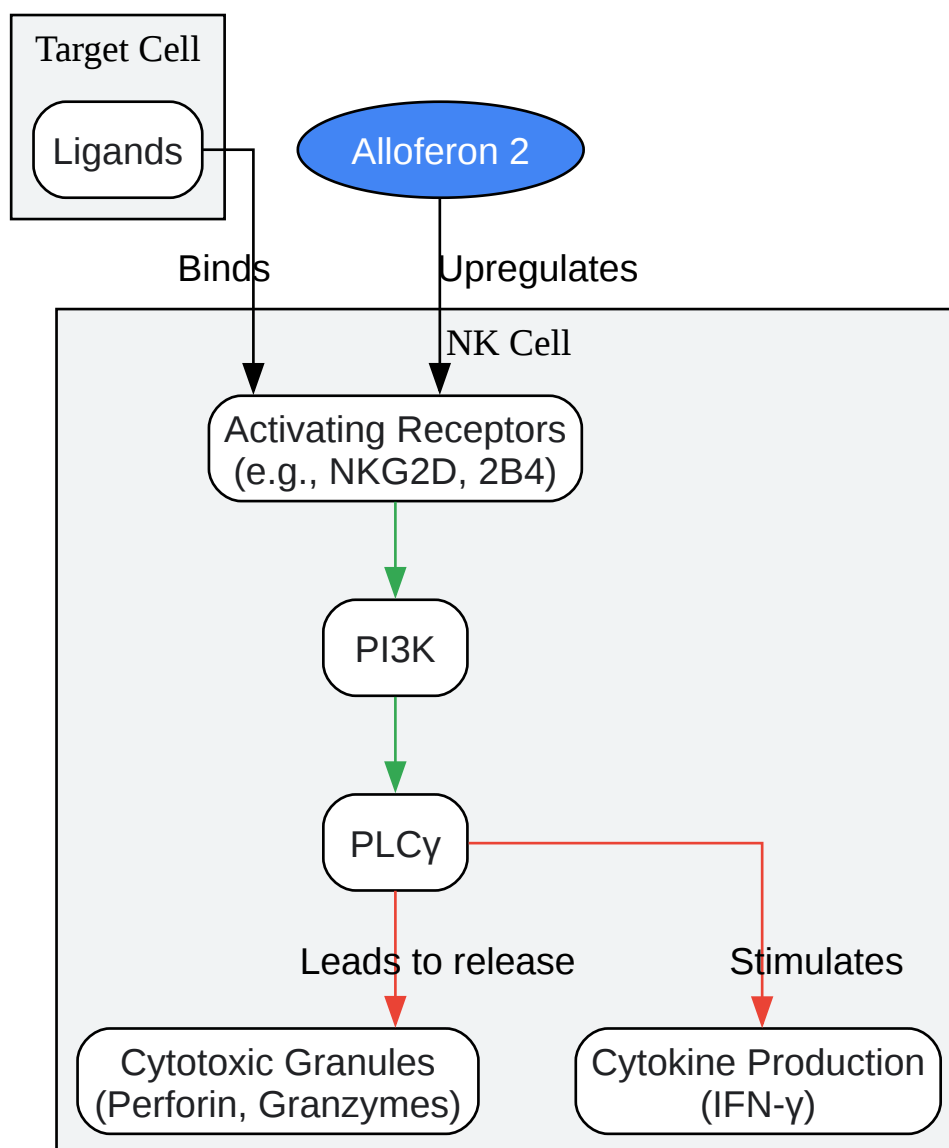 Target Cell
Ligands
Alloferon 2
Binds
Upregulates
NK Cell
Activating Receptors
(e.g., NKG2D, 2B4)
PI3K
PLCγ
Leads to release
Stimulates
Cytotoxic Granules
(Perforin, Granzymes)
Cytokine Production
(IFN-γ)